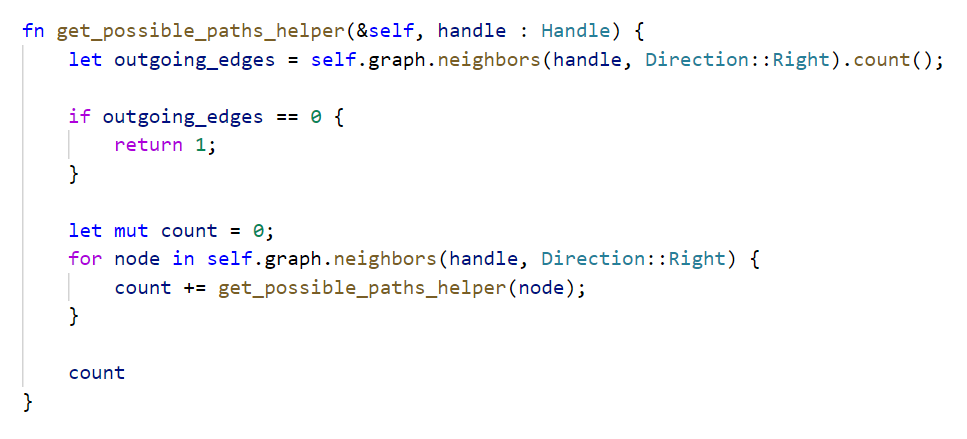 fn get_possible_paths_helper(&self, handle : Handle) {
    let outgoing_edges = self.graph.neighbors(handle, Direction::Right).count();

    if outgoing_edges == 0 {
        return 1;
    }

    let mut count = 0;
    for node in self.graph.neighbors(handle, Direction::Right) {
        count += get_possible_paths_helper(node);
    }

    count
}